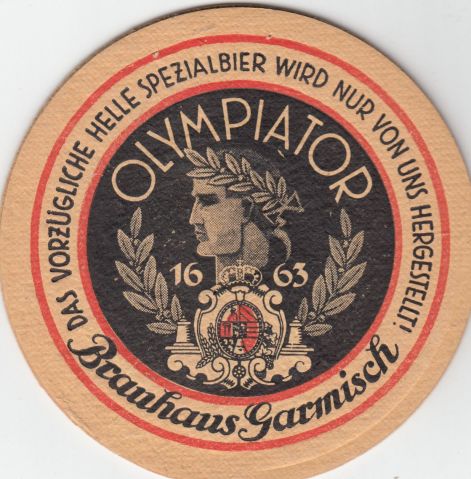 DAS VORZÜGLICHE HELLE SPEZIALBIER WIRD NUR VON UNS HERGESTELLT!
OLYMPIATOR
16 63
Brauhaus Garmisch